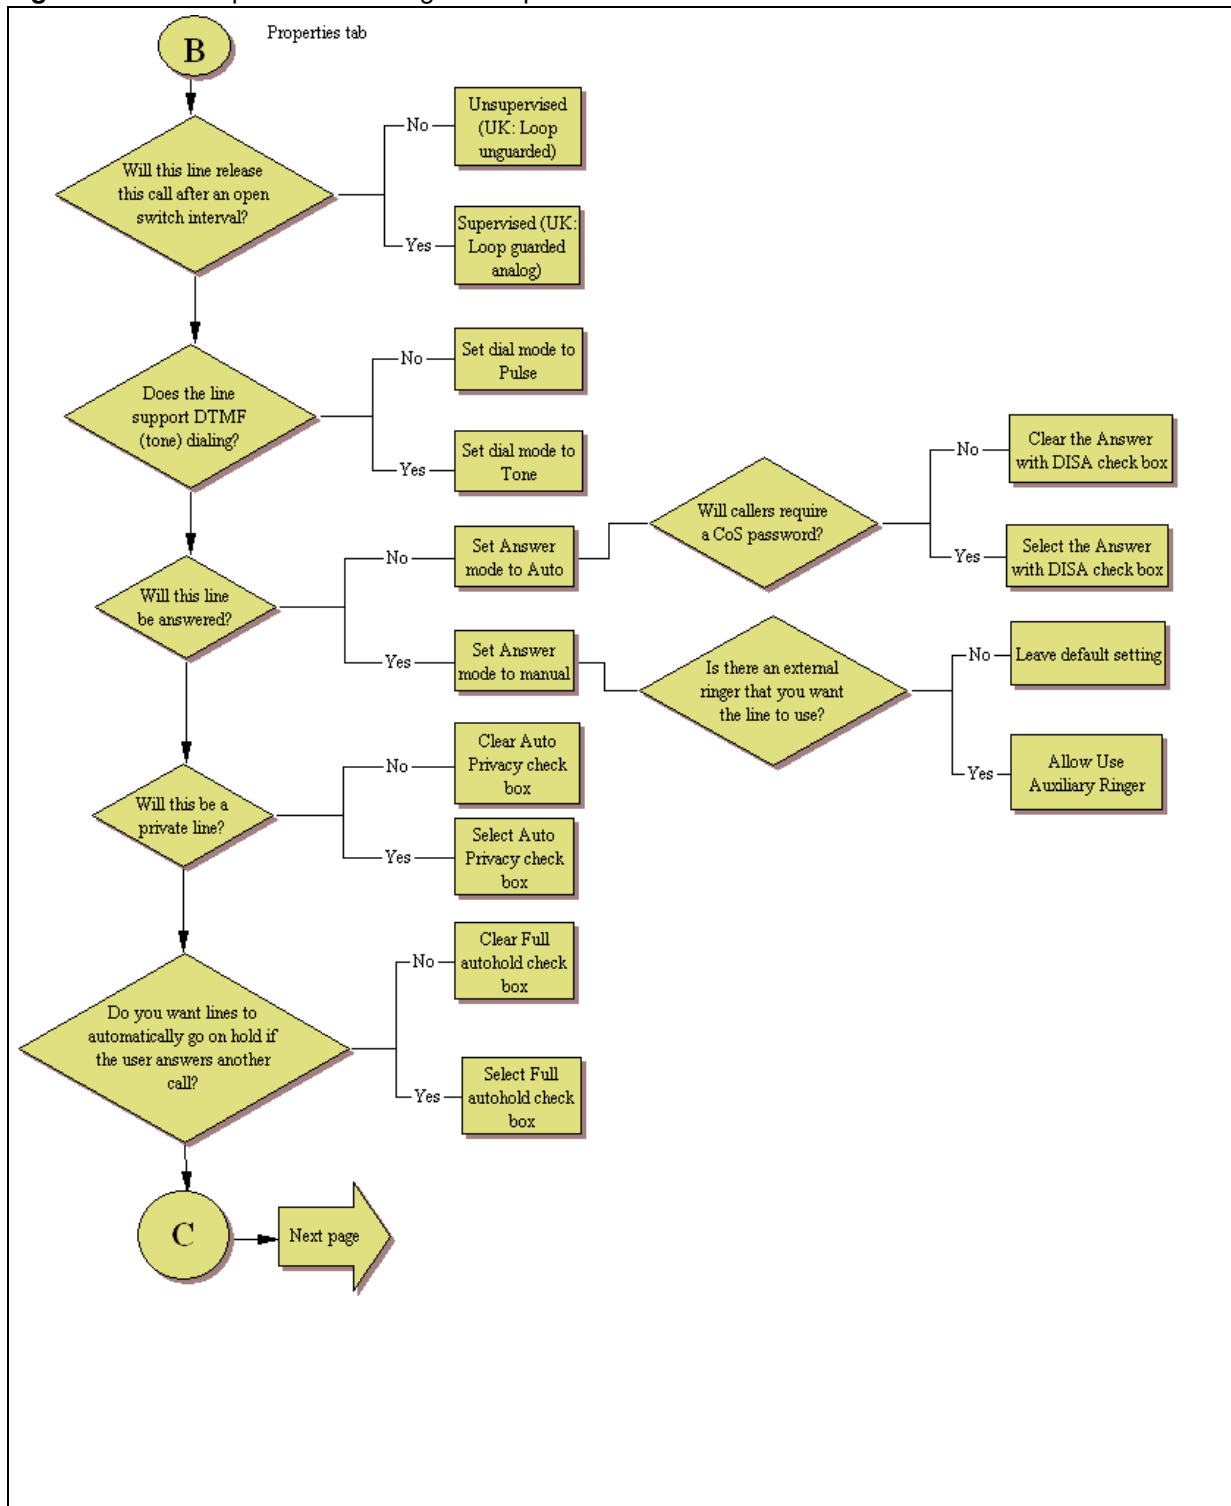 B
Properties tab
Will this line release
this call after an open
switch interval?
No
Unsupervised
(UK: Loop
unguarded)
Yes
Supervised (UK:
Loop guarded
analog)
Does the line
support DTMF
(tone) dialing?
No
Set dial mode to
Pulse
Yes
Set dial mode to
Tone
Will this line
be answered?
No
Set Answer
mode to Auto
Will callers require
a CoS password?
No
Clear the Answer
with DISA check box
Yes
Select the Answer
with DISA check box
Yes
Set Answer
mode to manual
Is there an external
ringer that you want
the line to use?
No
Leave default setting
Yes
Allow Use
Auxiliary Ringer
Will this be a
private line?
No
Clear Auto
Privacy check
box
Yes
Select Auto
Privacy check
box
Do you want lines to
automatically go on hold if
the user answers another
call?
No
Clear Full
autohold check
box
Yes
Select Full
autohold check
box
C
Next page